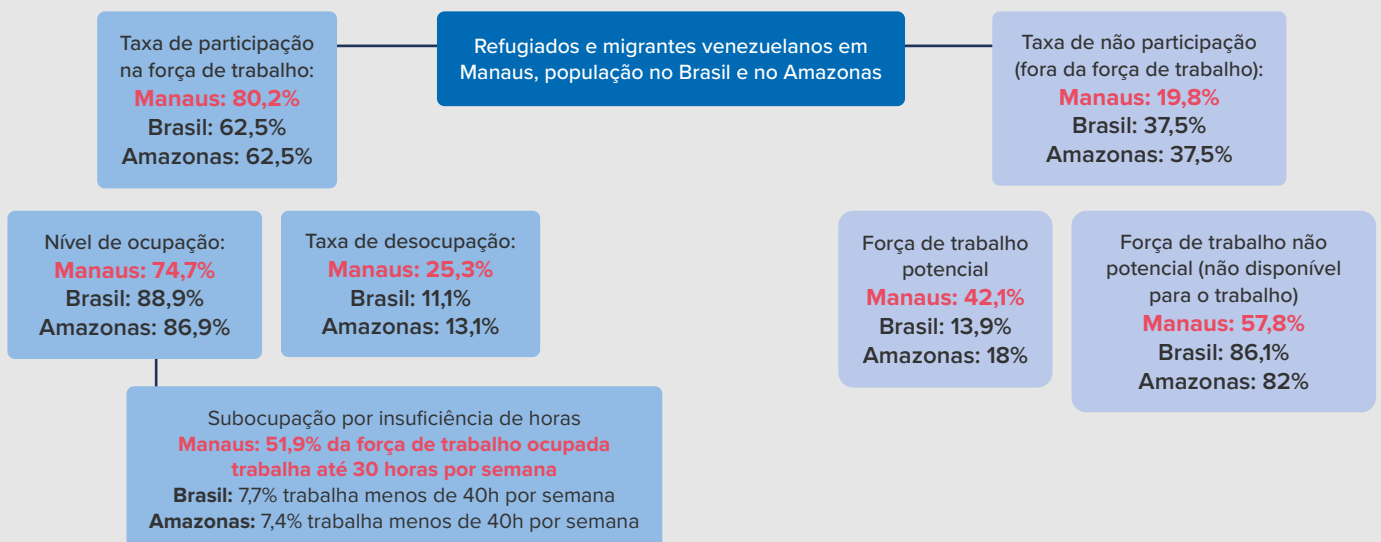 Taxa de participação
na força de trabalho:
Manaus: 80,2%
Brasil: 62,5%
Amazonas: 62,5%
Refugiados e migrantes venezuelanos em
Manaus, população no Brasil e no Amazonas
Taxa de não participação
(fora da força de trabalho):
Manaus: 19,8%
Brasil: 37,5%
Amazonas: 37,5%
Nível de ocupação:
Manaus: 74,7%
Brasil: 88,9%
Amazonas: 86,9%
Taxa de desocupação:
Manaus: 25,3%
Brasil: 11,1%
Amazonas: 13,1%
Força de trabalho
potencial
Manaus: 42,1%
Brasil: 13,9%
Amazonas: 18%
Força de trabalho não
potencial (não disponível
para o trabalho)
Manaus: 57,8%
Brasil: 86,1%
Amazonas: 82%
Subocupação por insuficiência de horas
Manaus: 51,9% da força de trabalho ocupada
trabalha até 30 horas por semana
Brasil: 7,7% trabalha menos de 40h por semana
Amazonas: 7,4% trabalha menos de 40h por semana